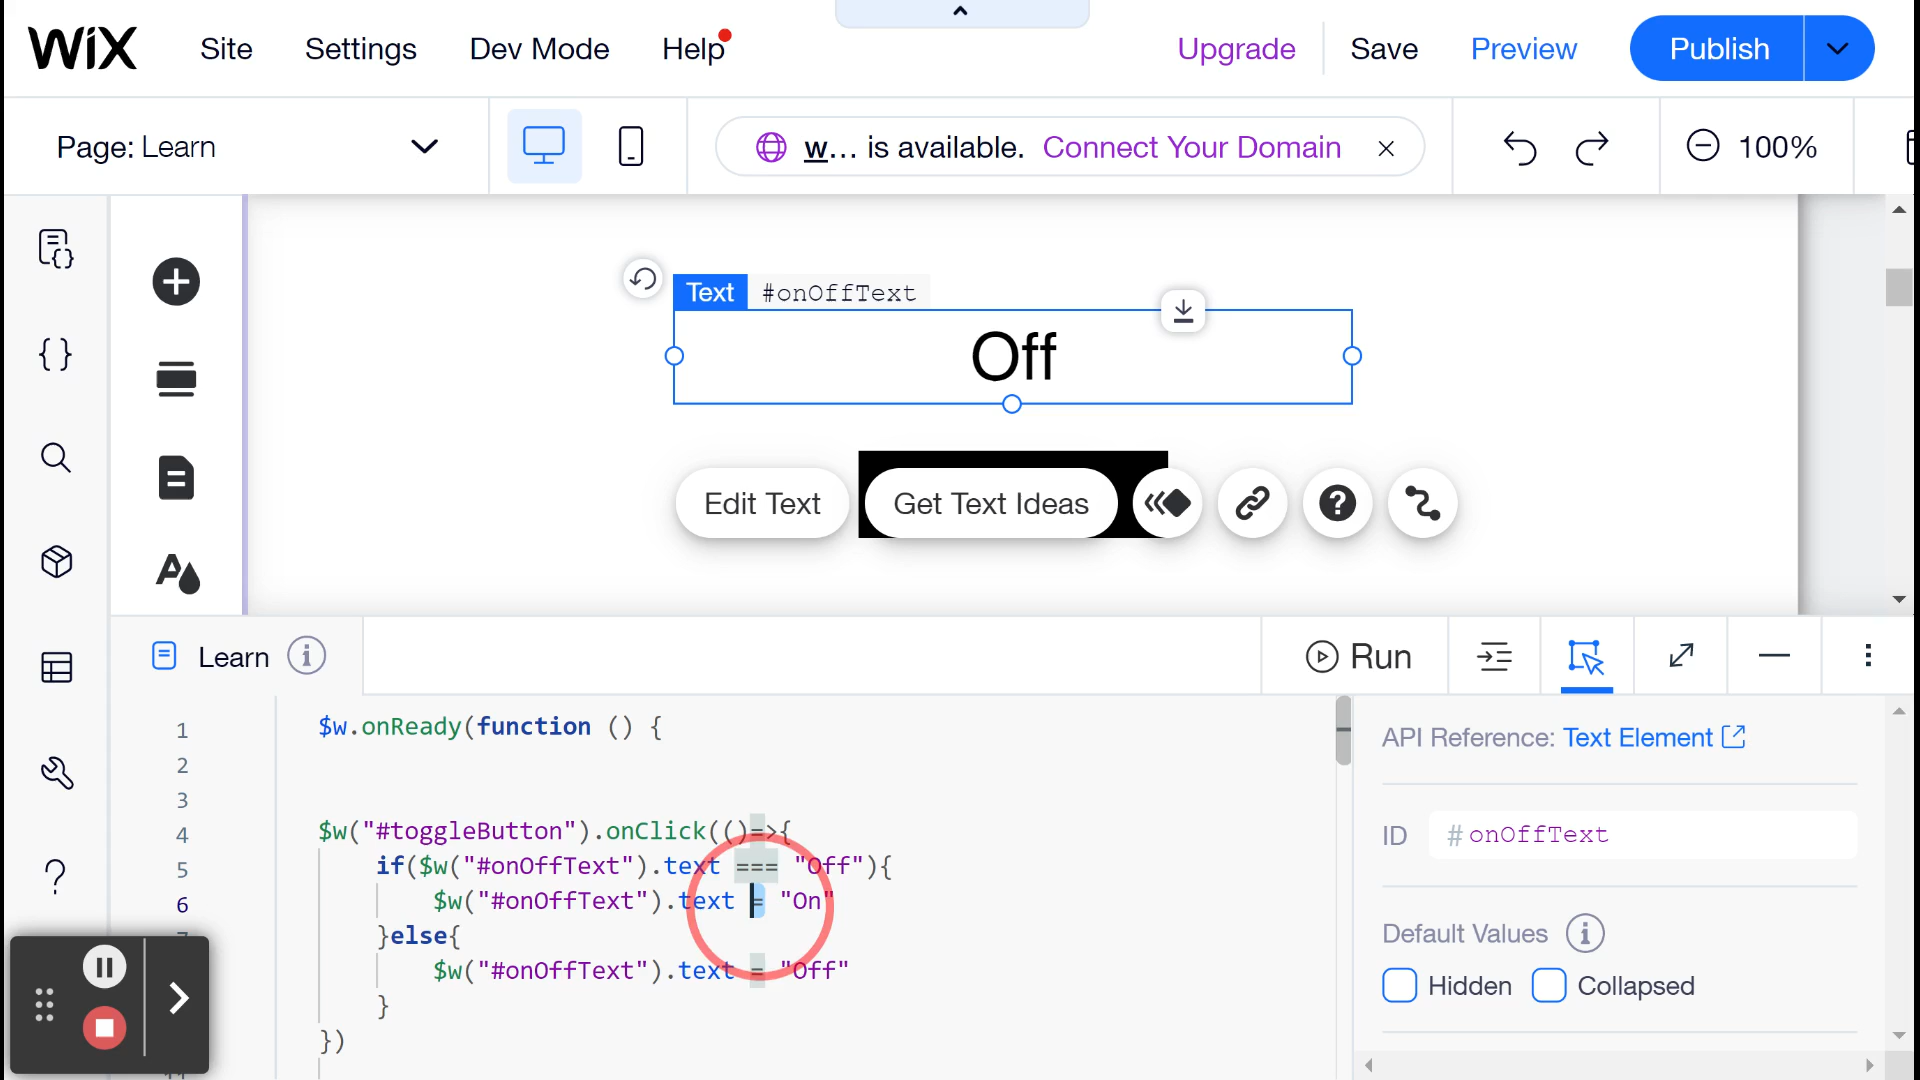 WiX Site Settings Dev Mode Help Upgrade Save Preview Publish
Page: Learn w... is available. Connect Your Domain 100%
Text #onOffText
Off
Edit Text Get Text Ideas
Learn Run
1 $w.onReady(function () {
2
3
4 $w("#toggleButton").onClick(()=>{
5 if($w("#onOffText").text === "Off"){
6 $w("#onOffText").text = "On"
}else{
$w("#onOffText").text = "Off"
}
})
API Reference: Text Element
ID # onOffText
Default Values
Hidden Collapsed